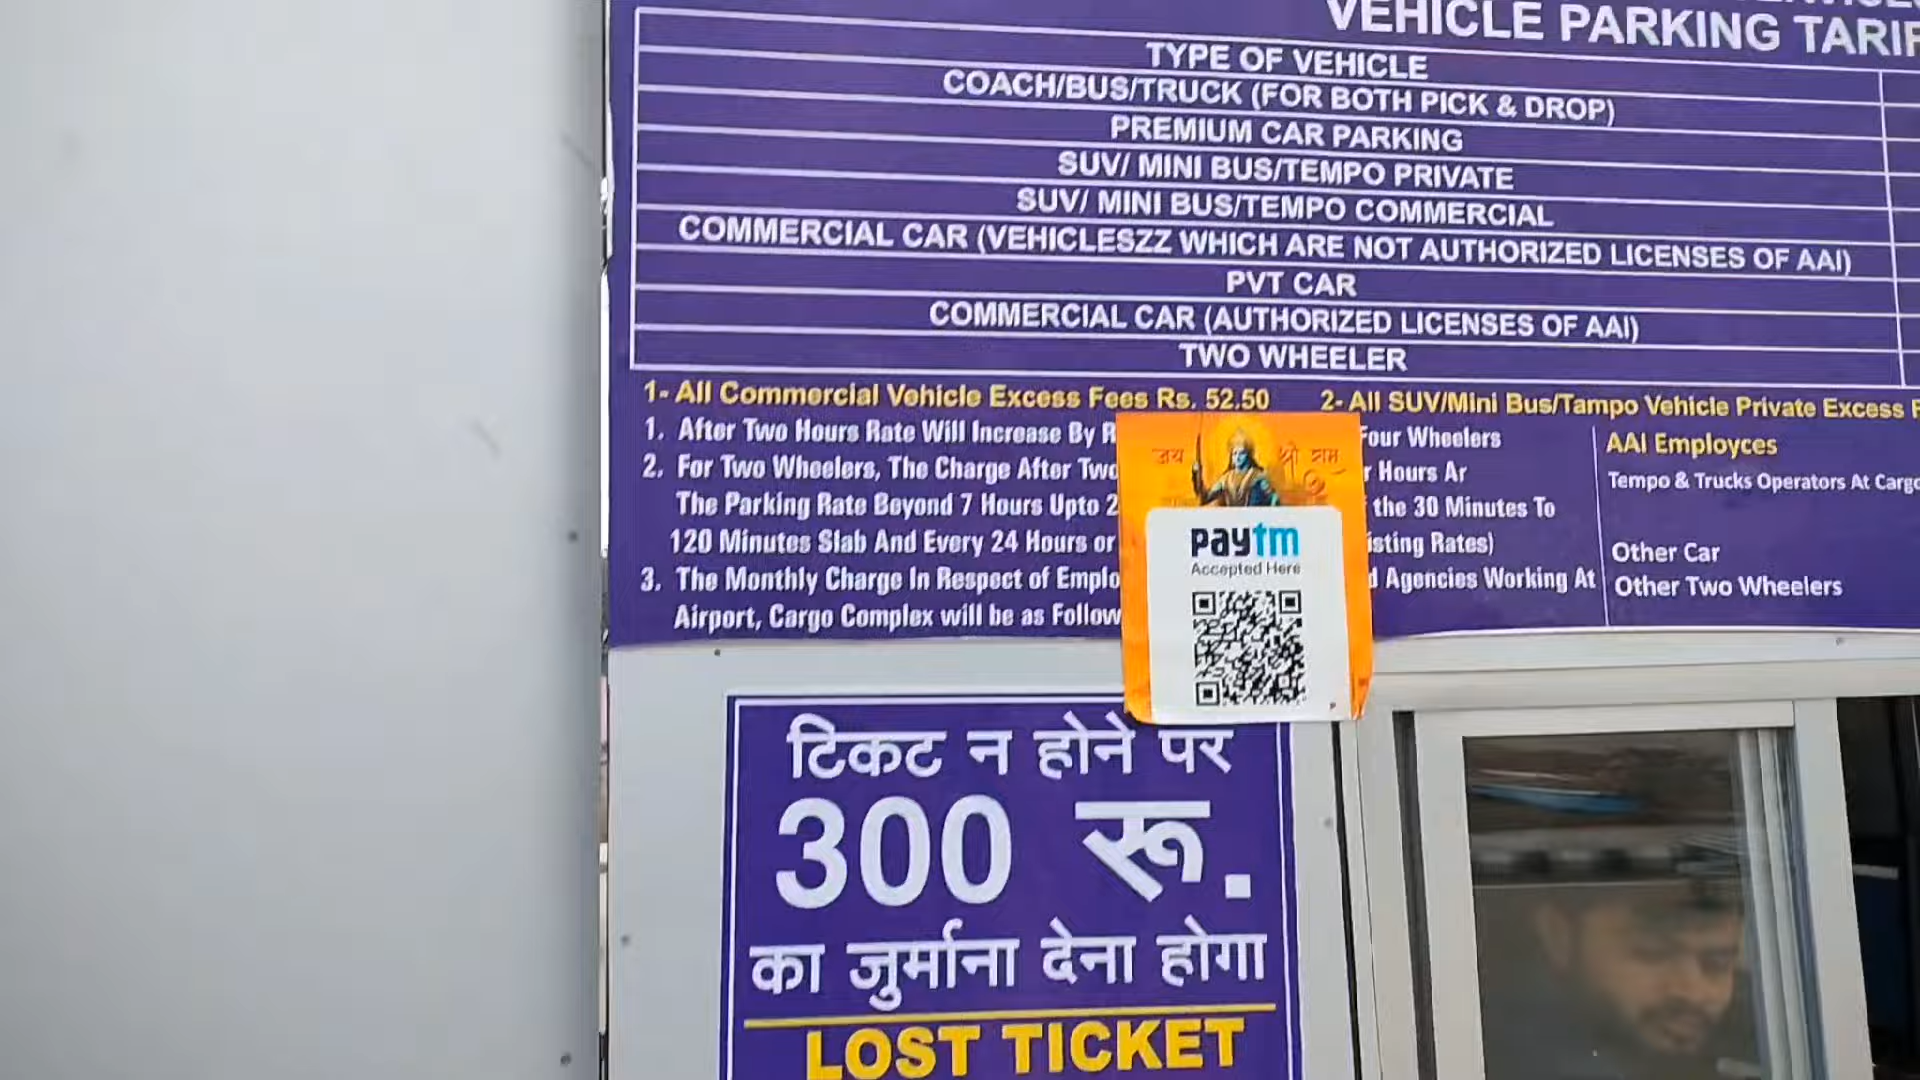 VEHICLE PARKING
TYPE OF VEHICLE
COACH/BUS/TRUCK (FOR BOTH PICK & DROP)
PREMIUM CAR PARKING
SUV/ MINI BUS/TEMPO PRIVATE
SUV/ MINI BUS/TEMPO COMMERCIAL
COMMERCIAL CAR (VEHICLESZZ WHICH ARE NOT AUTHORIZED LICENSES OF AAI)
PVT CAR
COMMERCIAL CAR (AUTHORIZED LICENSES OF AAI)
TWO WHEELER
1- All Commercial Vehicle Excess Fees Rs. 52.50 2- All SUV/Mini Bus/Tampo Vehicle Private Excess
1. After Two Hours Rate Will Increase By Four Wheelers
2. For Two Wheelers, The Charge After Hours Ar
The Parking Rate Beyond 7 Hours Upto the 30 Minutes To
120 Minutes Slab And Every 24 Hours or Rates)
3. The Monthly Charge In Respect of Agencies Working At
Airport, Cargo Complex will be as
AAI Employces
Tempo & Trucks Operators At
Other Car
Other Two Wheelers
जय श्री राम
paytm
Accepted Here
टिकट न होने पर
300 रू.
का जुर्माना देना होगा
LOST TICKET